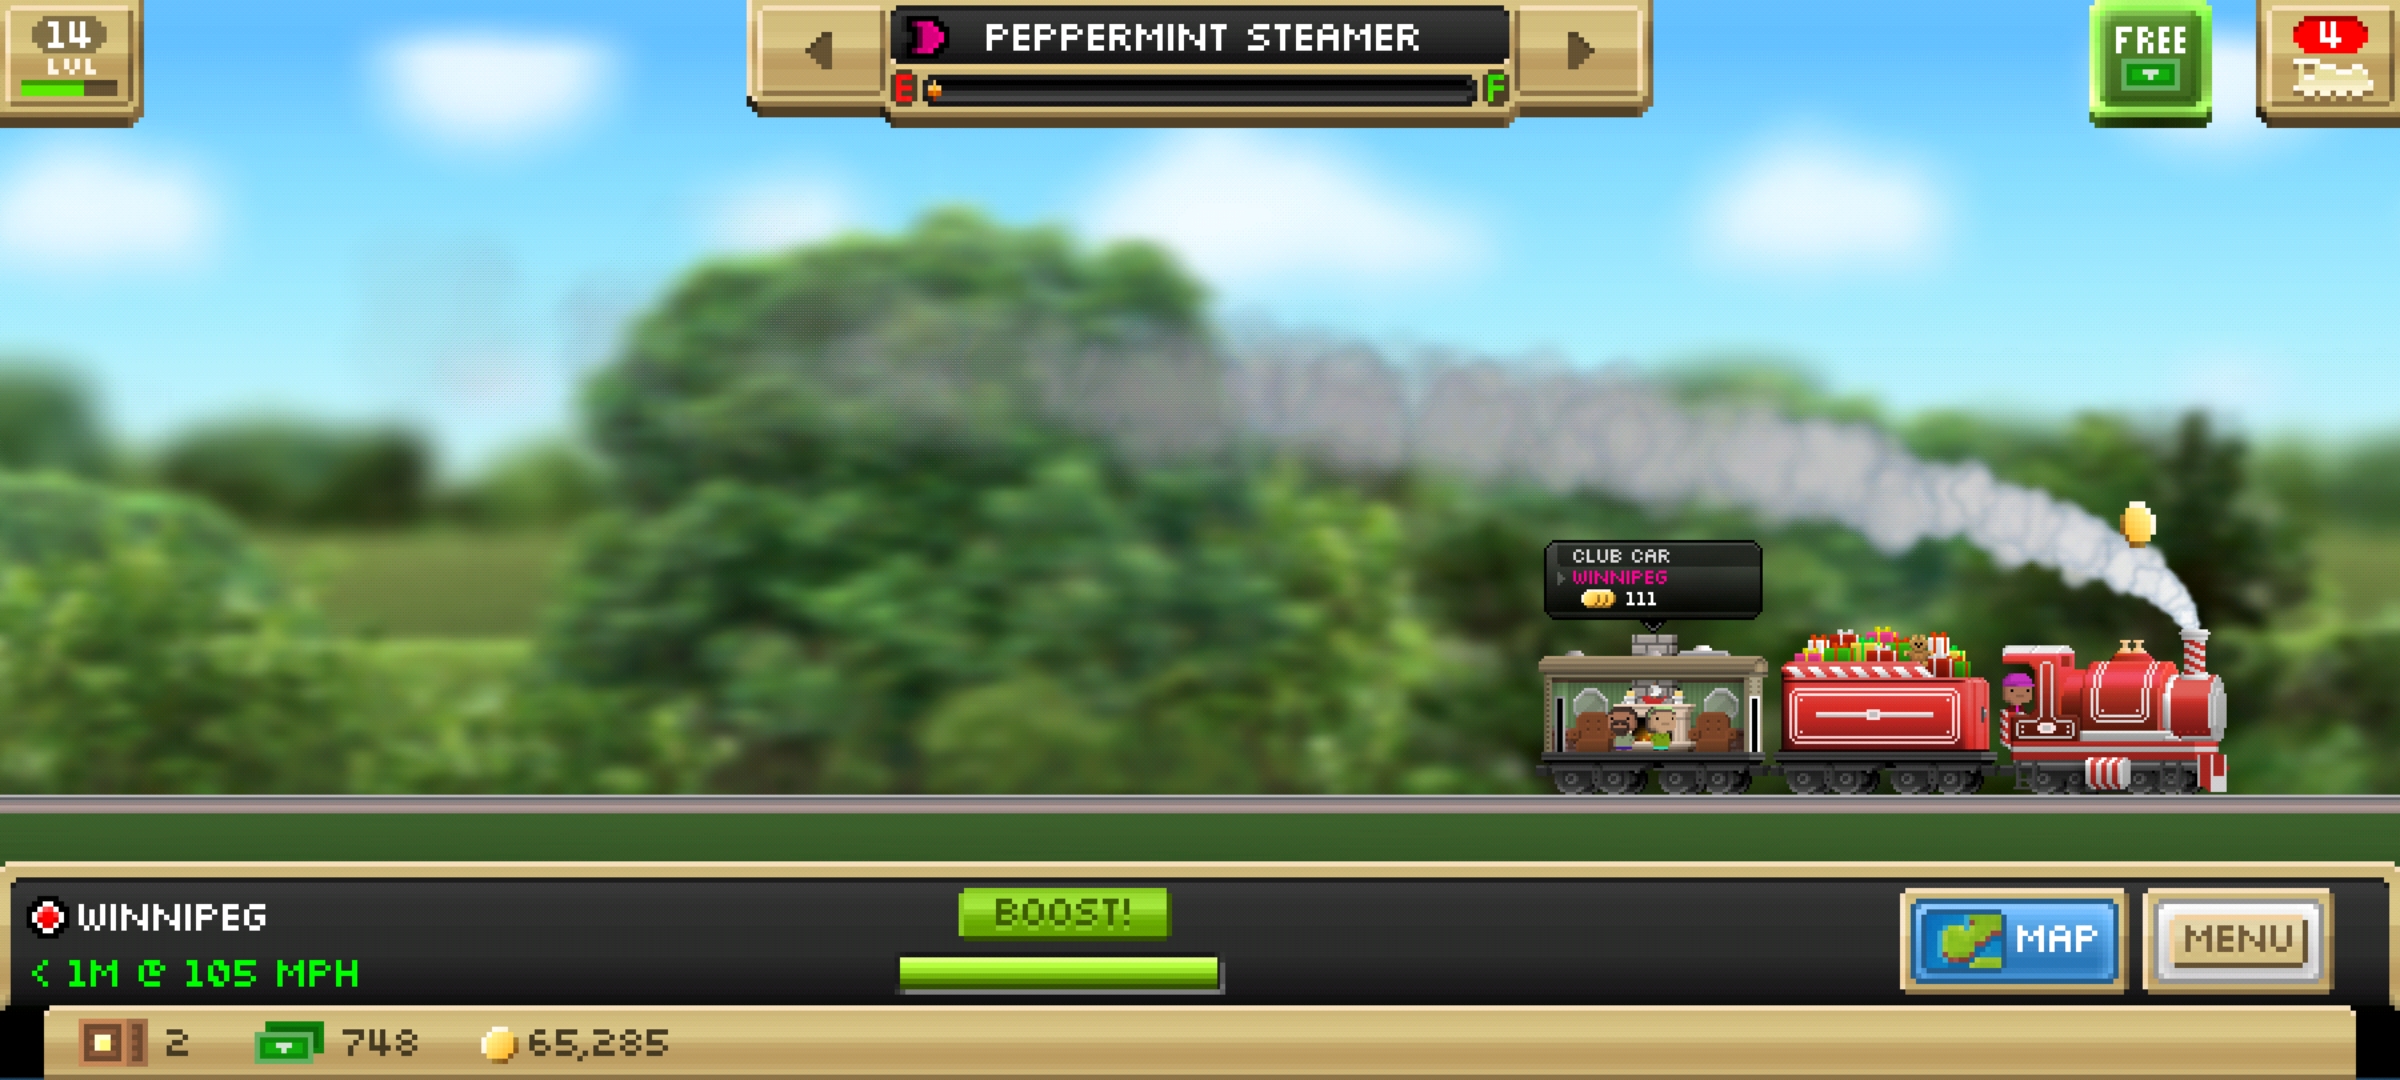 14
LVL
PEPPERMINT STEAMER
E F
FREE
4
CLUB CAR
WINNIPEG
111
WINNIPEG
< 1M @ 105 MPH
BOOST!
MAP
MENU
2 748 65,285